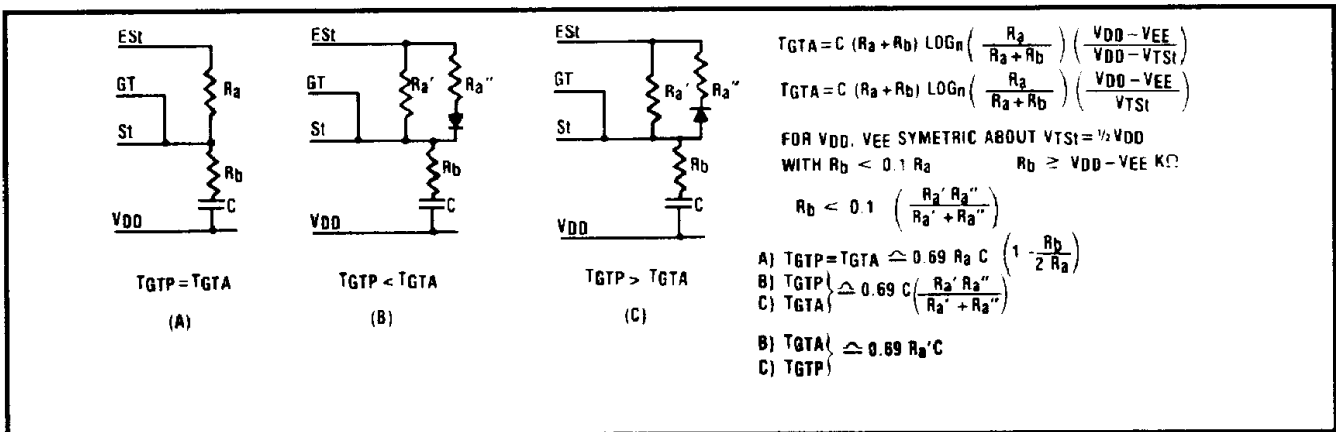 ESt
GT
St
VDD
Ra
Rb
C
TGTP = TGTA
(A)
ESt
GT
St
VDD
Ra'
Ra"
Rb
C
TGTP < TGTA
(B)
ESt
GT
St
VDD
Ra'
Ra"
Rb
C
TGTP > TGTA
(C)
TGTA = C (Ra + Rb) LOGn ( Ra / Ra + Rb ) ( VDD – VEE / VDD – VTSt )
TGTA = C (Ra + Rb) LOGn ( Ra / Ra + Rb ) ( VDD – VEE / VTSt )
FOR VDD, VEE SYMETRIC ABOUT VTSt = ½ VDD
WITH Rb < 0.1 Ra Rb ≥ VDD – VEE KΩ
Rb < 0.1 ( Ra' Ra" / Ra' + Ra" )
A) TGTP = TGTA ≃ 0.69 Ra C ( 1 - Rb / 2 Ra )
B) TGTP
C) TGTA } ≃ 0.69 C ( Ra' Ra" / Ra' + Ra" )
B) TGTA
C) TGTP } ≃ 0.69 Ra'C